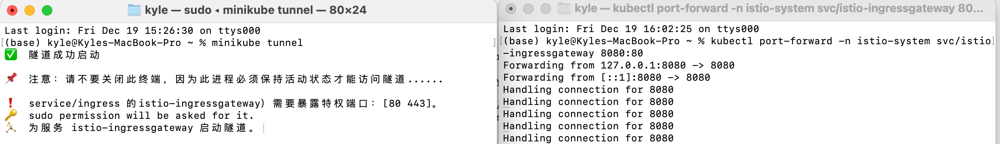 kyle — sudo ◂ minikube tunnel — 80×24
Last login: Fri Dec 19 15:26:30 on ttys000
(base) kyle@Kyles-MacBook-Pro ~ % minikube tunnel
✅ 隧道成功启动
📌 注意：请不要关闭此终端，因为此进程必须保持活动状态才能访问隧道......
❗ service/ingress 的istio-ingressgateway) 需要暴露特权端口：[80 443]。
🔑 sudo permission will be asked for it.
🏃 为服务 istio-ingressgateway 启动隧道。
kyle — kubectl port-forward -n istio-system svc/istio-ingressgateway 80...
Last login: Fri Dec 19 16:02:25 on ttys000
(base) kyle@Kyles-MacBook-Pro ~ % kubectl port-forward -n istio-system svc/istio
-ingressgateway 8080:80
Forwarding from 127.0.0.1:8080 -> 8080
Forwarding from [::1]:8080 -> 8080
Handling connection for 8080
Handling connection for 8080
Handling connection for 8080
Handling connection for 8080
Handling connection for 8080